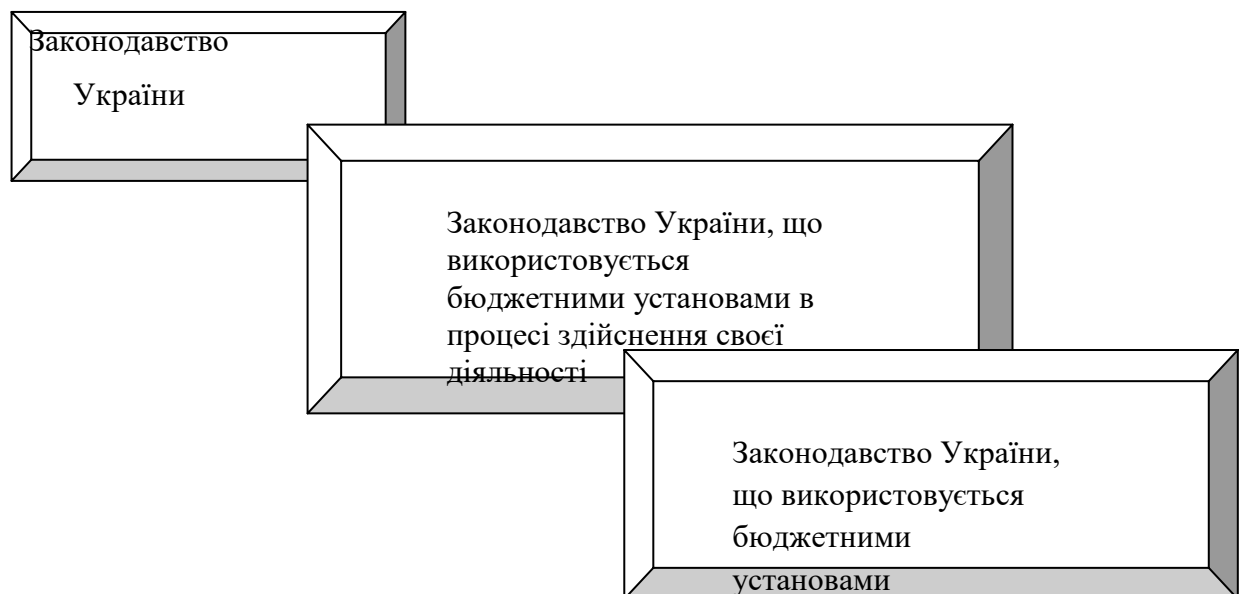 Законодавство
України
Законодавство України, що
використовується
бюджетними установами в
процесі здійснення своєї
діяльності
Законодавство України,
що використовується
бюджетними
установами